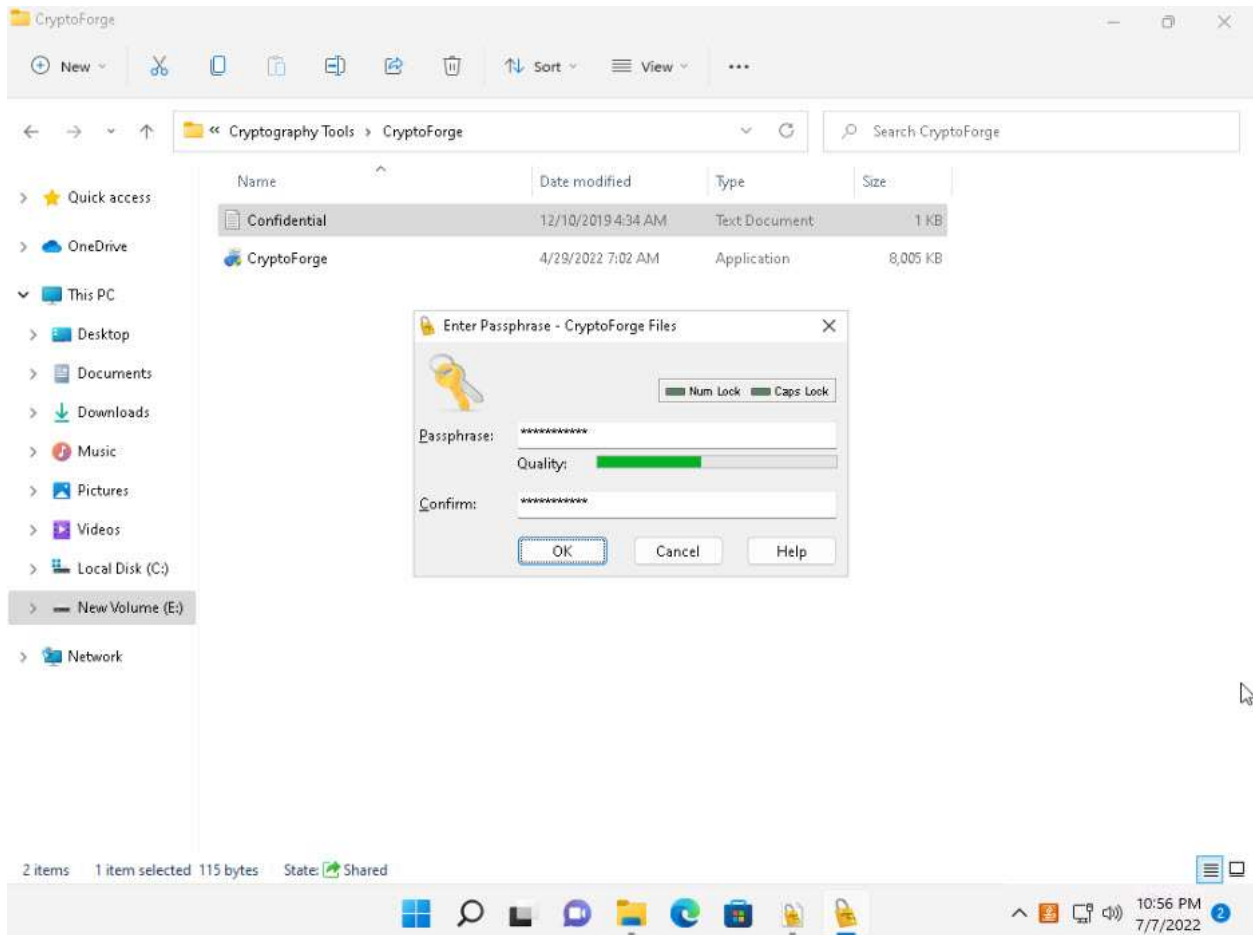 CryptoForge
New
Sort
View
Cryptography Tools > CryptoForge
Search CryptoForge
Name
Date modified
Type
Size
Quick access
Confidential
12/10/2019 4:34 AM
Text Document
1 KB
OneDrive
CryptoForge
4/29/2022 7:02 AM
Application
8,005 KB
This PC
Desktop
Documents
Downloads
Music
Pictures
Videos
Local Disk (C:)
New Volume (E:)
Network
Enter Passphrase - CryptoForge Files
Num Lock
Caps Lock
Passphrase:
***********
Quality:
Confirm:
***********
OK
Cancel
Help
2 items
1 item selected 115 bytes
State:
Shared
10:56 PM
7/7/2022
2